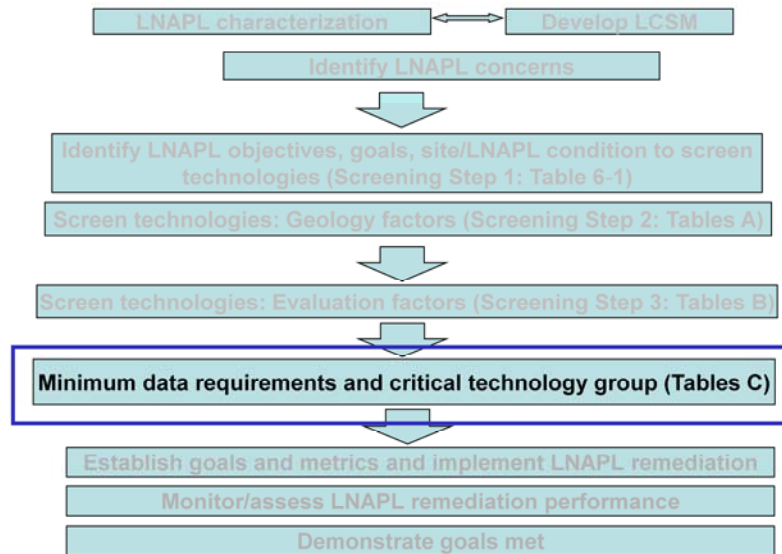 LNAPL characterization
Develop LCSM
Identify LNAPL concerns
Identify LNAPL objectives, goals, site/LNAPL condition to screen
technologies (Screening Step 1: Table 6-1)
Screen technologies: Geology factors (Screening Step 2: Tables A)
Screen technologies: Evaluation factors (Screening Step 3: Tables B)
Minimum data requirements and critical technology group (Tables C)
Establish goals and metrics and implement LNAPL remediation
Monitor/assess LNAPL remediation performance
Demonstrate goals met